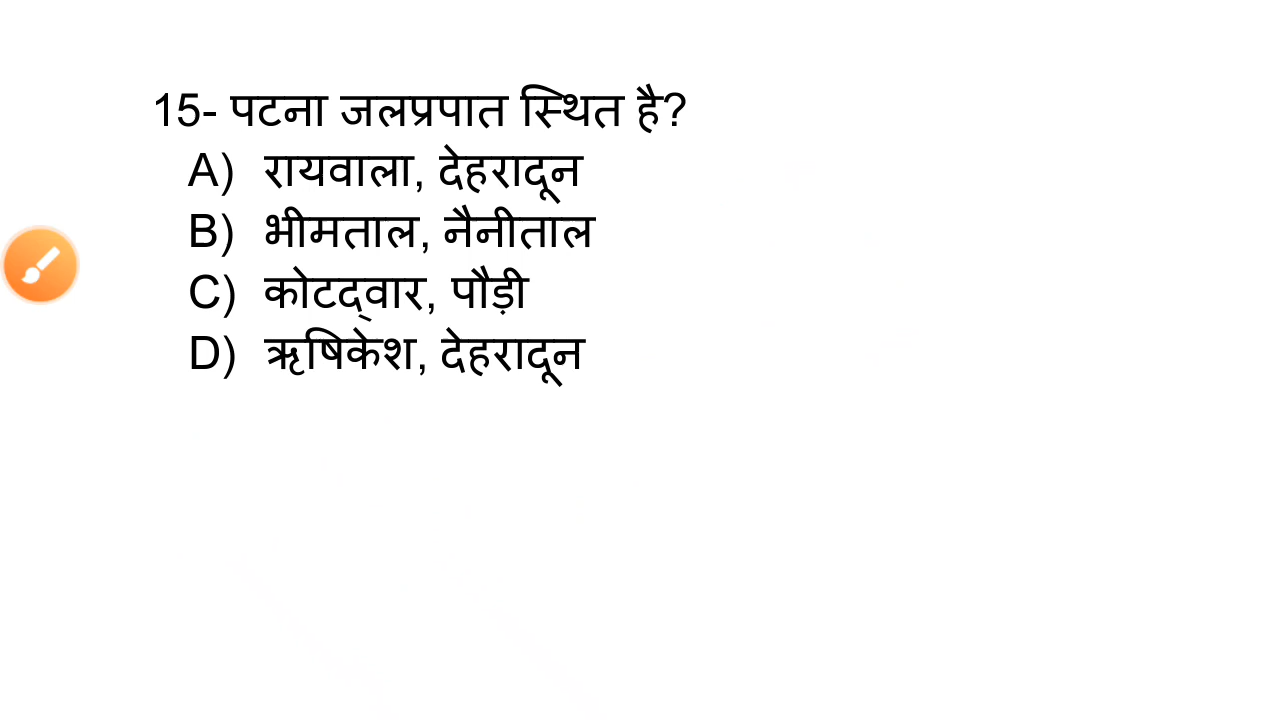 15- पटना जलप्रपात स्थित है?
A) रायवाला, देहरादून
B) भीमताल, नैनीताल
C) कोटद्वार, पौड़ी
D) ऋषिकेश, देहरादून